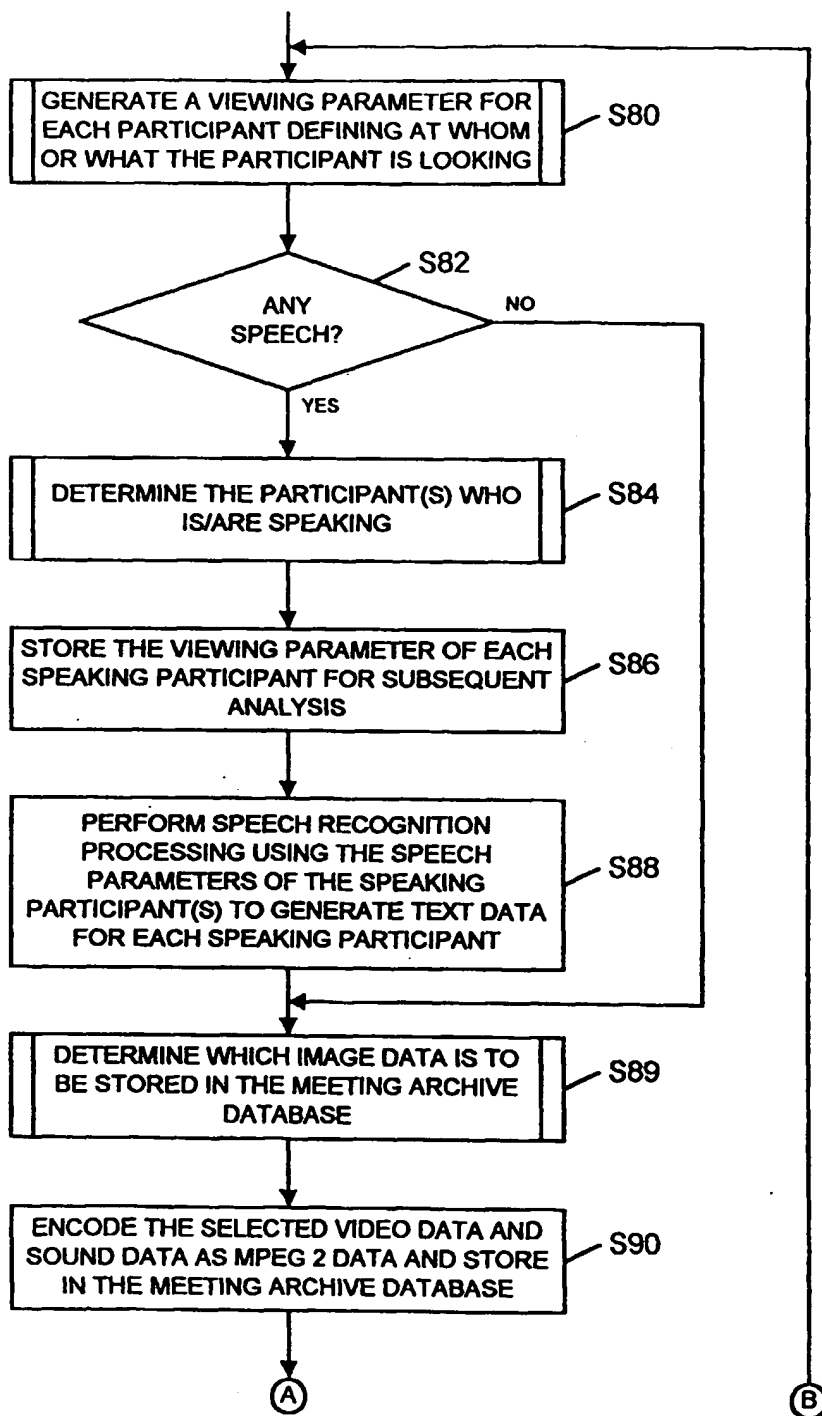 GENERATE A VIEWING PARAMETER FOR
EACH PARTICIPANT DEFINING AT WHOM
OR WHAT THE PARTICIPANT IS LOOKING
S80
S82
ANY
SPEECH?
NO
YES
DETERMINE THE PARTICIPANT(S) WHO
IS/ARE SPEAKING
S84
STORE THE VIEWING PARAMETER OF EACH
SPEAKING PARTICIPANT FOR SUBSEQUENT
ANALYSIS
S86
PERFORM SPEECH RECOGNITION
PROCESSING USING THE SPEECH
PARAMETERS OF THE SPEAKING
PARTICIPANT(S) TO GENERATE TEXT DATA
FOR EACH SPEAKING PARTICIPANT
S88
DETERMINE WHICH IMAGE DATA IS TO
BE STORED IN THE MEETING ARCHIVE
DATABASE
S89
ENCODE THE SELECTED VIDEO DATA AND
SOUND DATA AS MPEG 2 DATA AND STORE
IN THE MEETING ARCHIVE DATABASE
S90
A
B